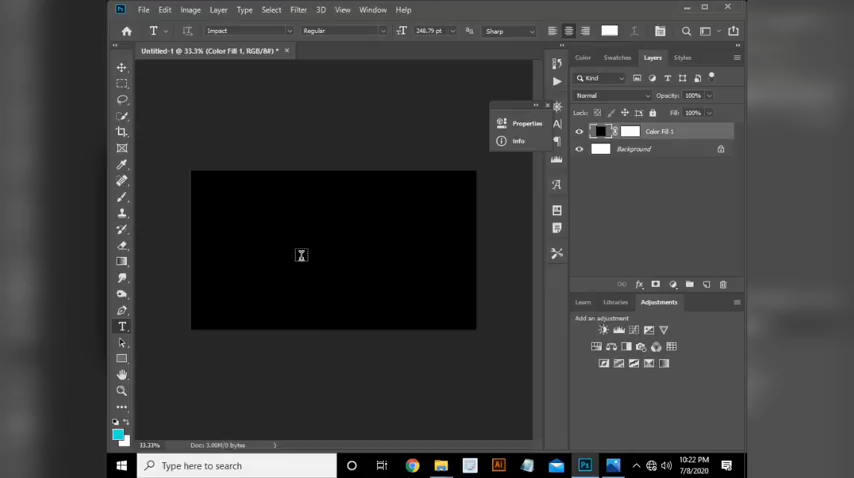 Ps File Edit Image Layer Type Select Filter 3D View Window Help
T Impact Regular 248.79 pt Sharp
Untitled-1 @ 33.3% (Color Fill 1, RGB/8#) * ×
Color Swatches Layers Styles
Kind
Normal Opacity: 100%
Lock: Fill: 100%
Properties
Info
Color Fill 1
Background
Learn Libraries Adjustments
Add an adjustment
33.33% Doc: 3.00M/0 bytes
Type here to search
Ai Ps
10:22 PM
7/8/2020